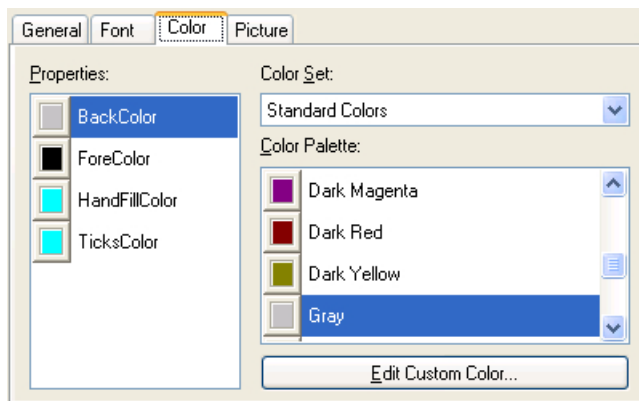 General Font Color Picture
Properties:
BackColor
ForeColor
HandFillColor
TicksColor
Color Set:
Standard Colors
Color Palette:
Dark Magenta
Dark Red
Dark Yellow
Gray
Edit Custom Color...